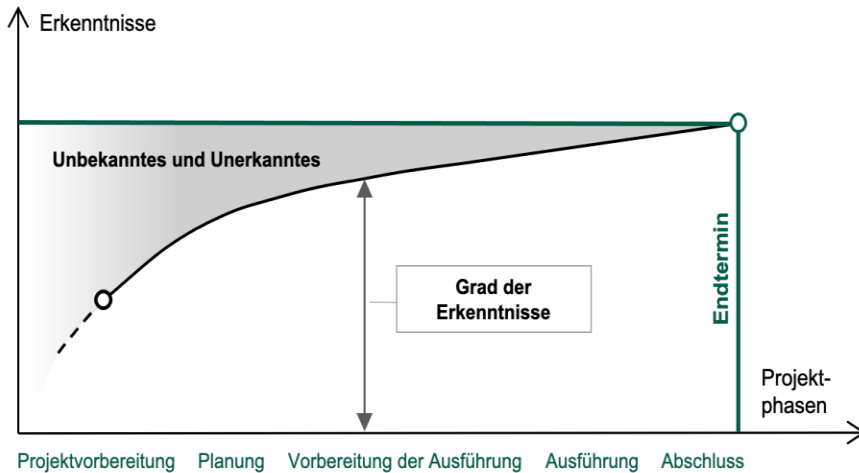 Erkenntnisse
Unbekanntes und Unerkanntes
Grad der
Erkenntnisse
Endtermin
Projekt-
phasen
Projektvorbereitung Planung Vorbereitung der Ausführung Ausführung Abschluss